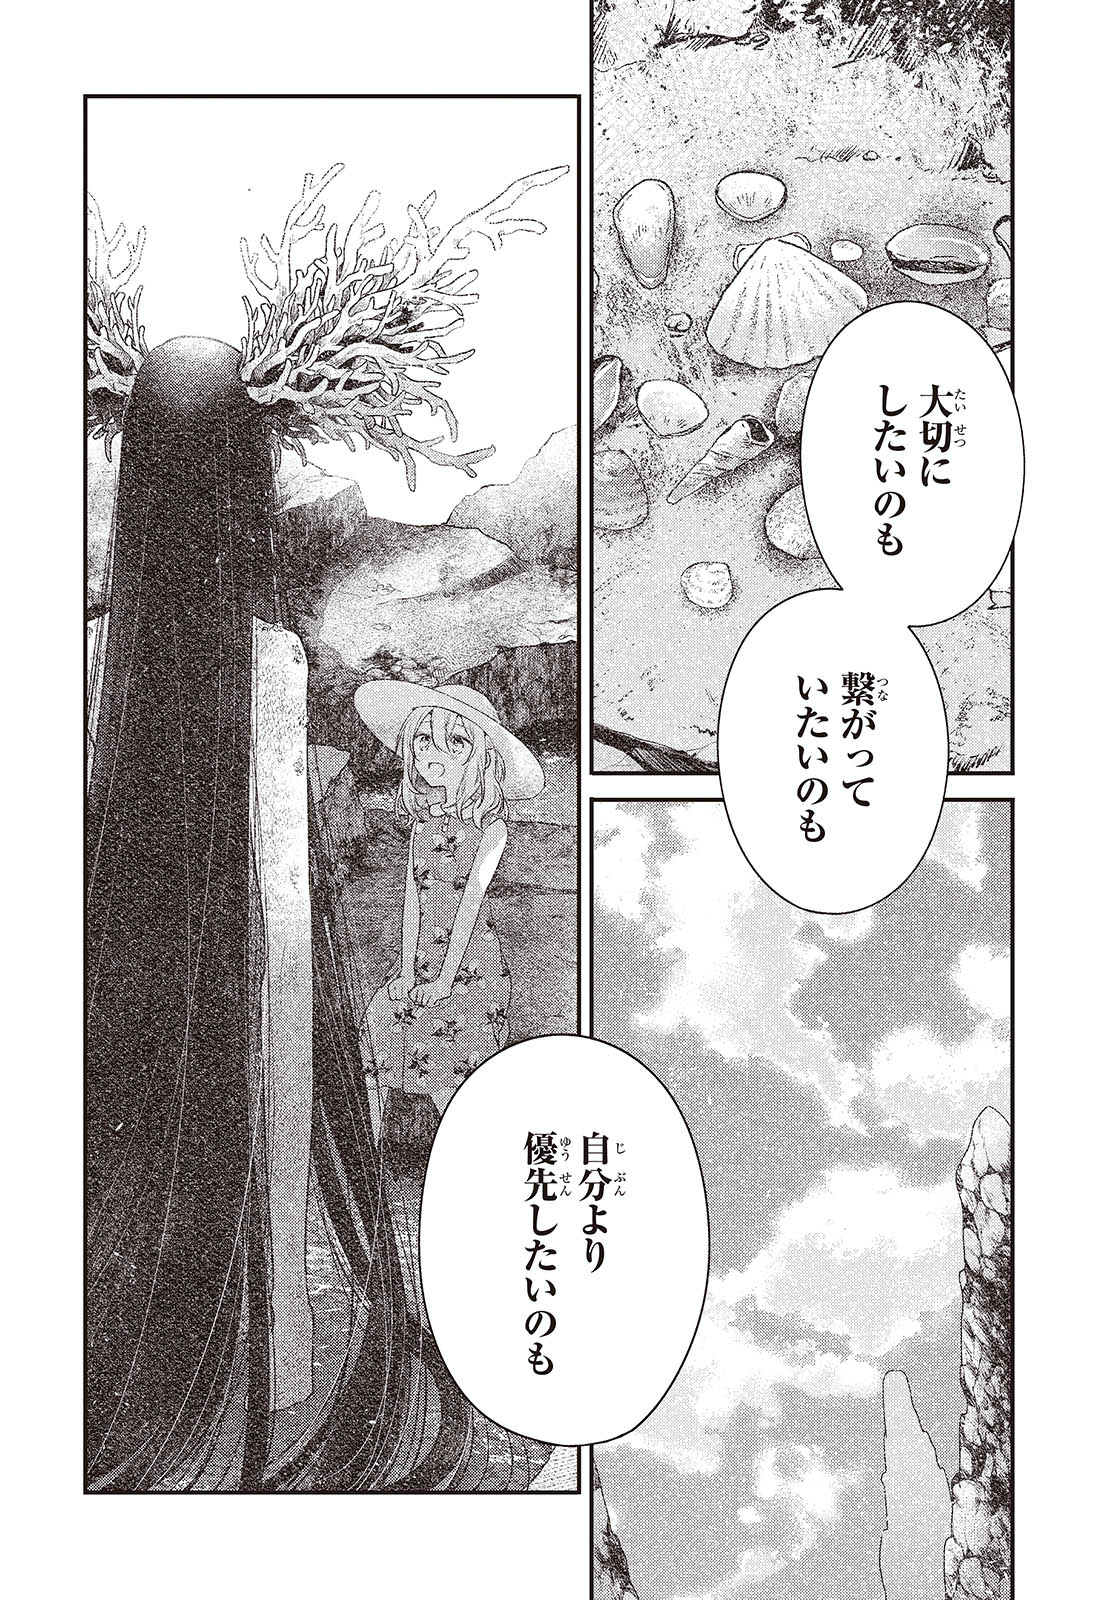 大切に
したいのも
繋がって
いたいのも
自分より
優先したいのも